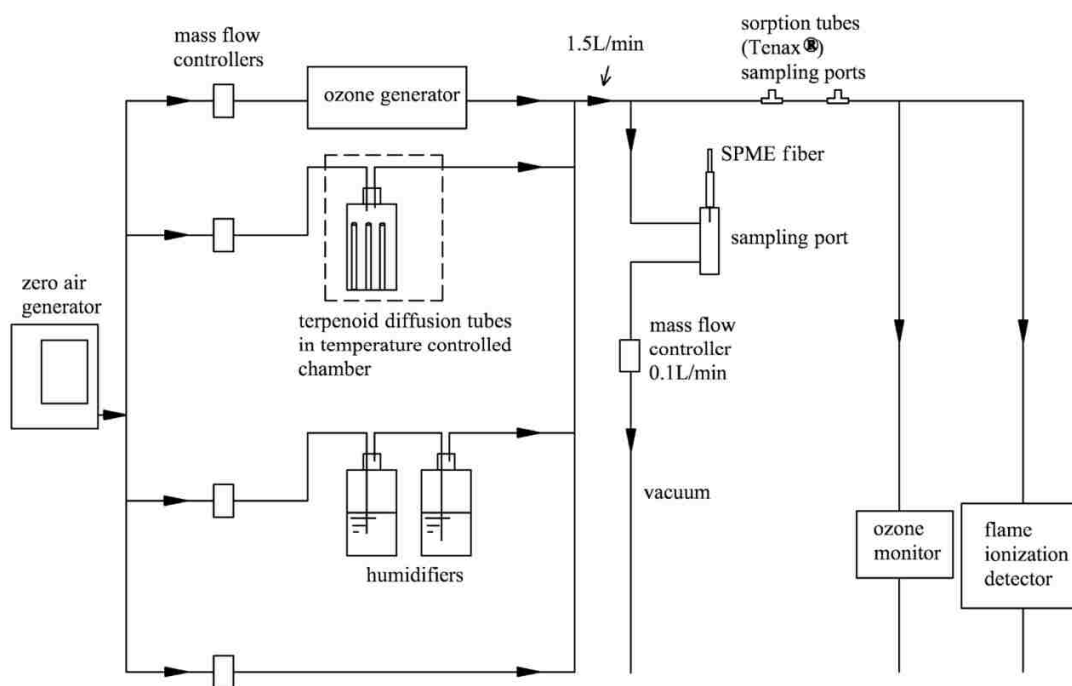 mass flow
controllers
1.5L/min
sorption tubes
(Tenax®)
sampling ports
ozone generator
SPME fiber
sampling port
zero air
generator
terpenoid diffusion tubes
in temperature controlled
chamber
mass flow
controller
0.1L/min
vacuum
humidifiers
ozone
monitor
flame
ionization
detector